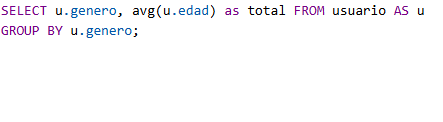 SELECT u.genero, avg(u.edad) as total FROM usuario AS u
GROUP BY u.genero;